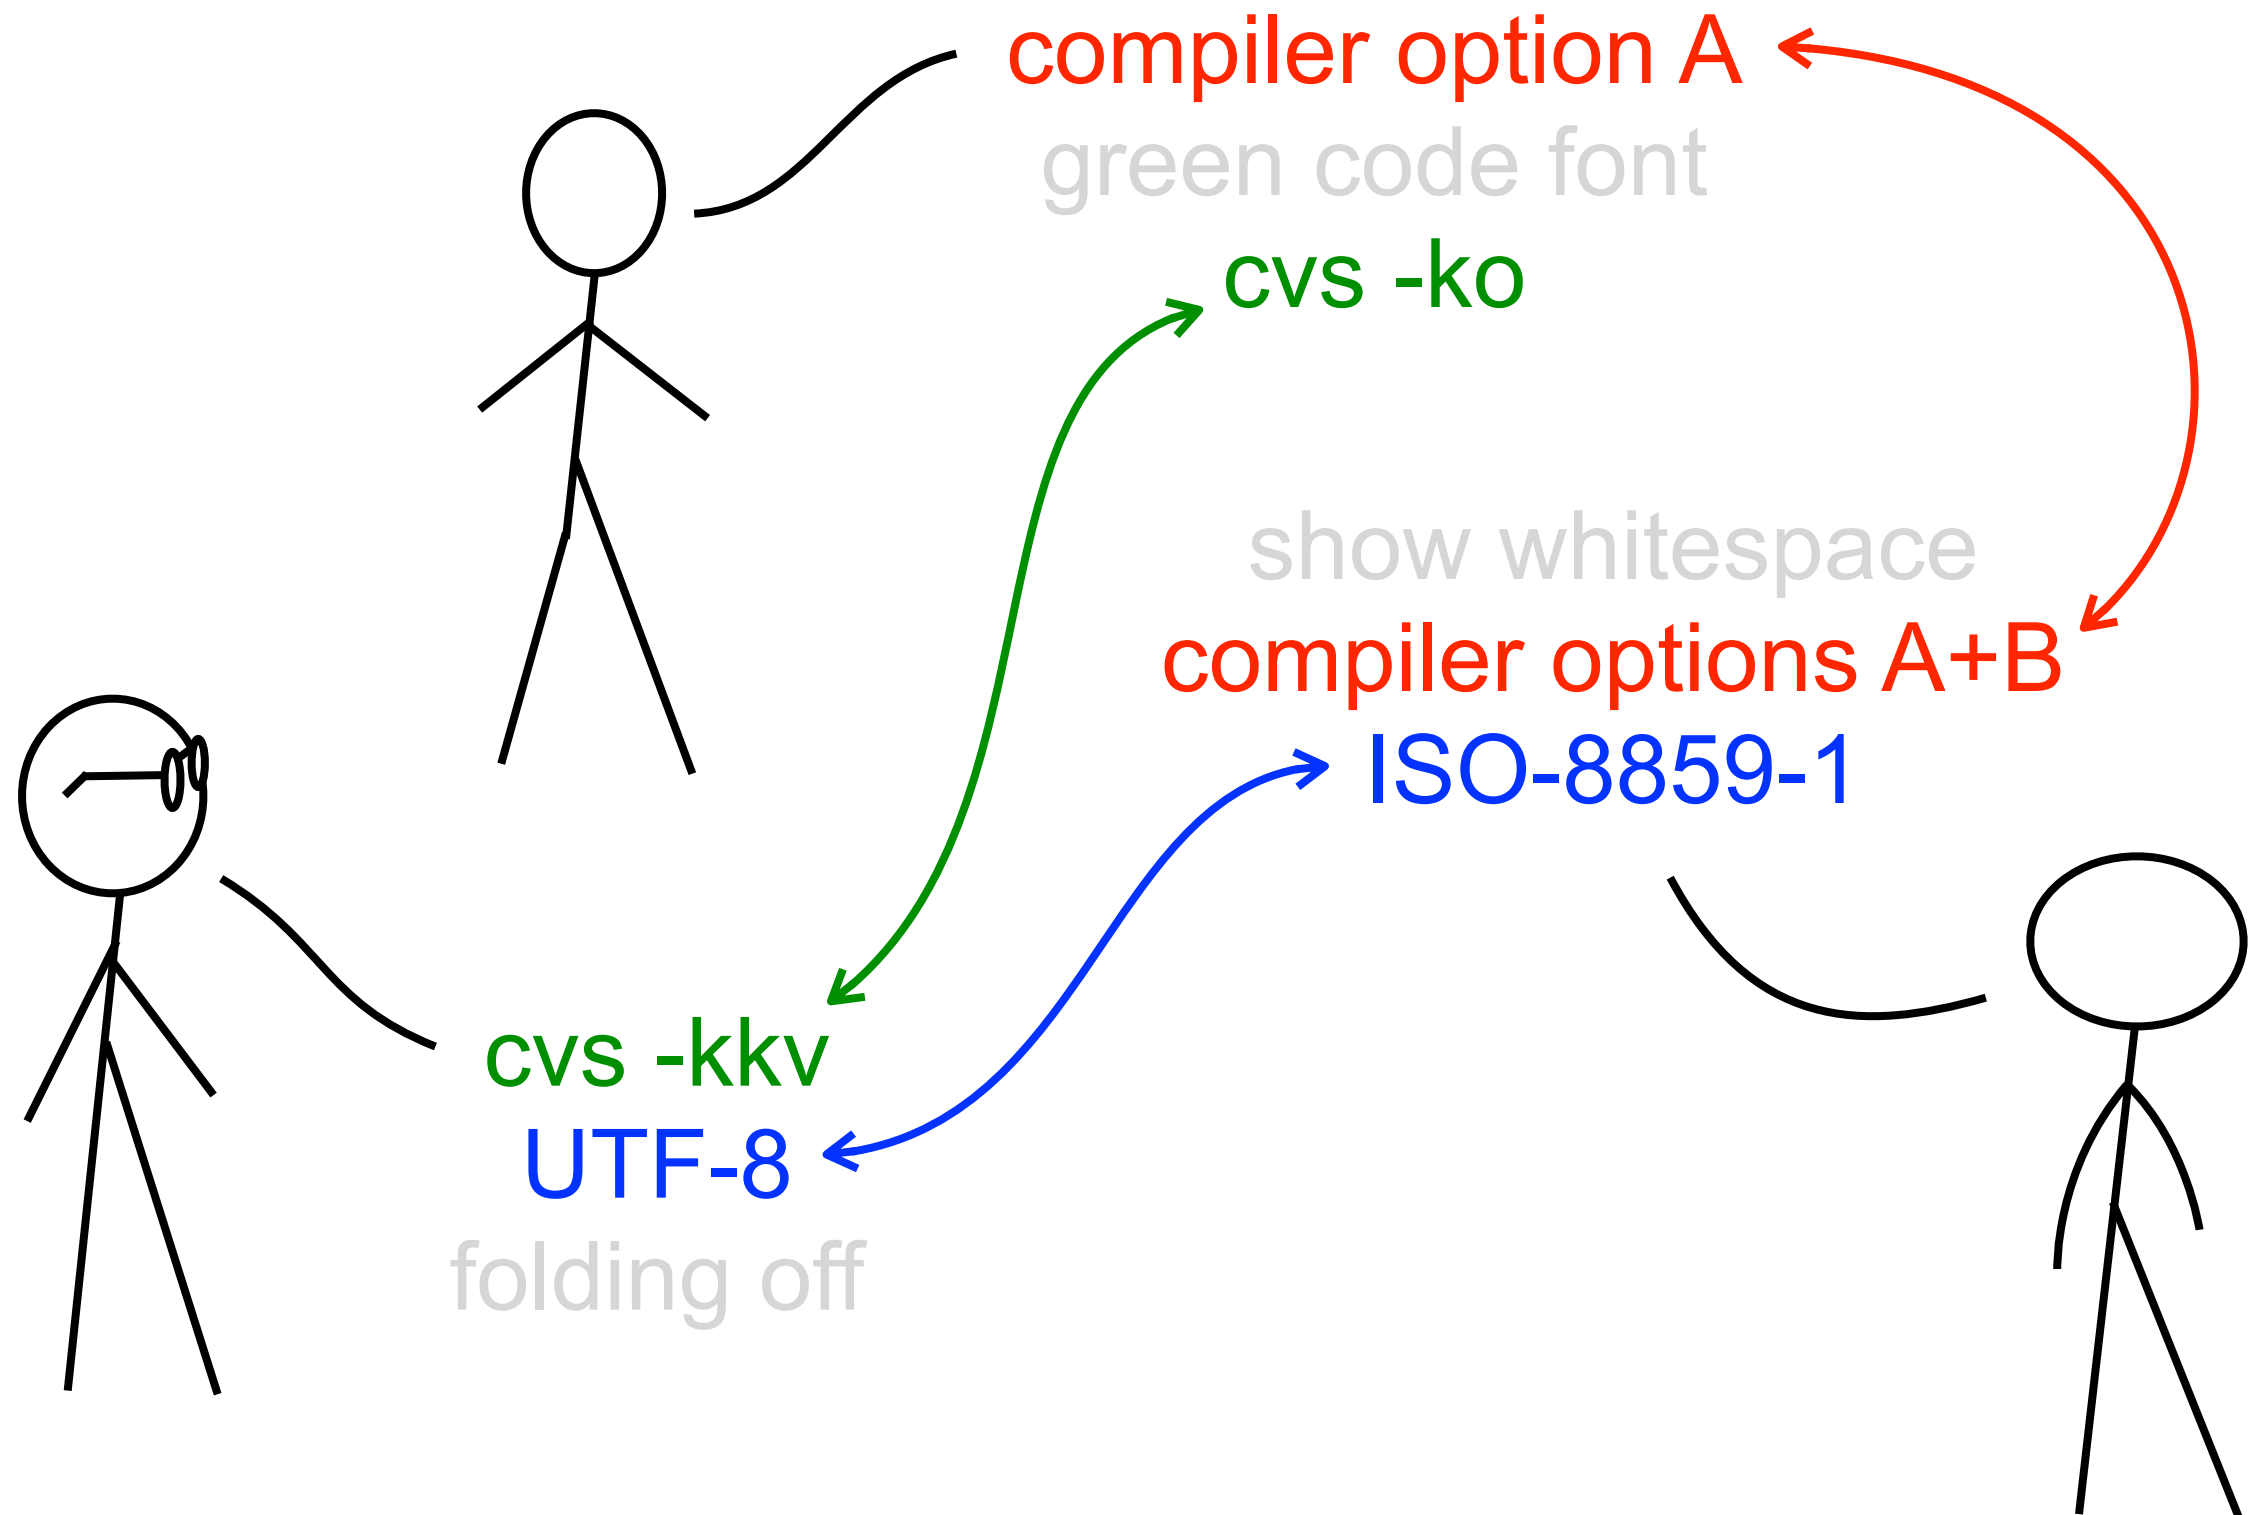 compiler option A
green code font
cvs -ko
show whitespace
compiler options A+B
ISO-8859-1
cvs -kkv
UTF-8
folding off